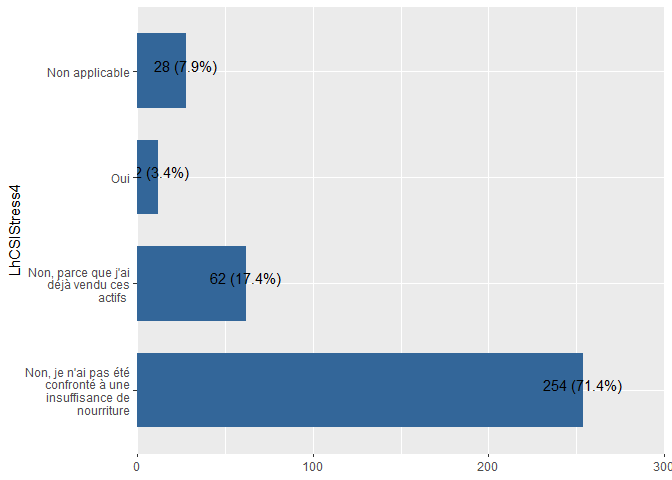 LhCSIStress4
Non applicable
28 (7.9%)
Oui
2 (3.4%)
Non, parce que j'ai
déjà vendu ces
actifs
62 (17.4%)
Non, je n'ai pas été
confronté à une
insuffisance de
nourriture
254 (71.4%)
0
100
200
300